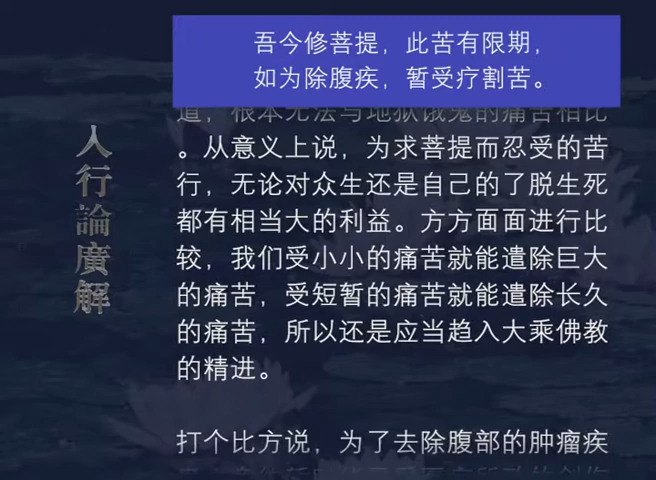 吾今修菩提，此苦有限期，
如为除腹疾，暂受疗割苦。
道，根本无法与地狱饿鬼的痛苦相比
。从意义上说，为求菩提而忍受的苦
行，无论对众生还是自己的了脱生死
都有相当大的利益。方方面面进行比
较，我们受小小的痛苦就能遣除巨大
的痛苦，受短暂的痛苦就能遣除长久
的痛苦，所以还是应当趋入大乘佛教
的精进。
打个比方说，为了去除腹部的肿瘤疾
入行論廣解